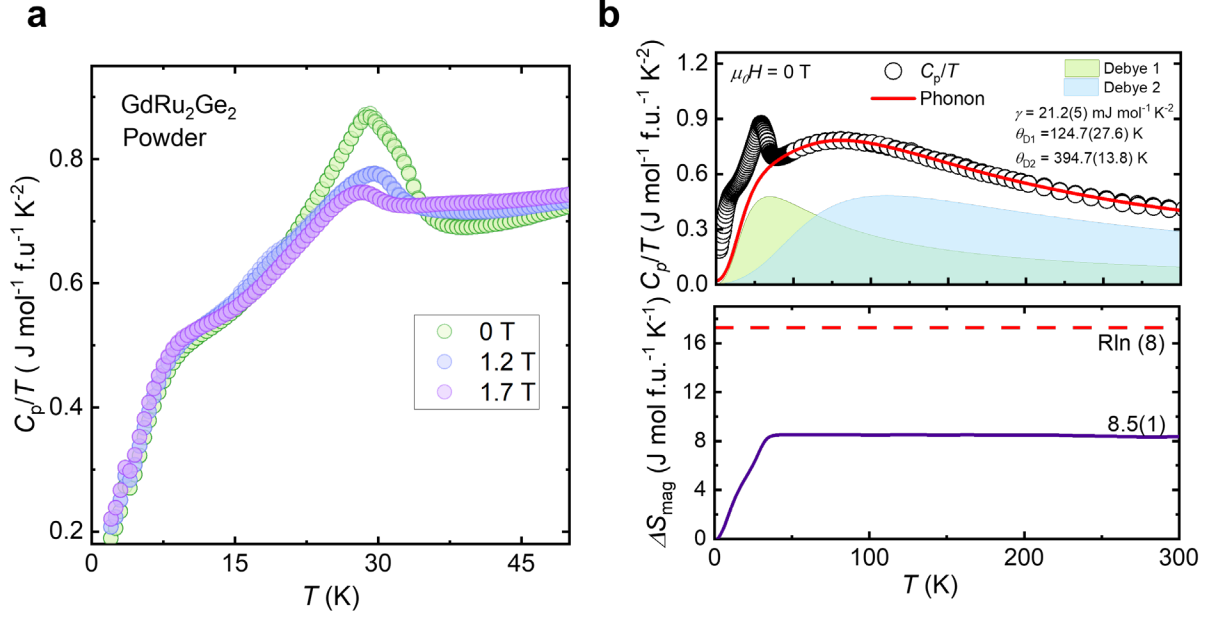 a
GdRu₂Ge₂
Powder
0 T
1.2 T
1.7 T
0.8
0.6
0.4
0.2
0
15
30
45
Cₚ/T ( J mol⁻¹ f.u⁻¹ K⁻²)
T (K)
b
μ₀H = 0 T
Cₚ/T
Phonon
Debye 1
Debye 2
γ = 21.2(5) mJ mol⁻¹ K⁻²
θ_D1 =124.7(27.6) K
θ_D2 = 394.7(13.8) K
1.2
0.9
0.6
0.3
0.0
Cₚ/T (J mol⁻¹ f.u.⁻¹ K⁻²)
Rln (8)
8.5(1)
16
12
8
4
0
ΔS_mag (J mol f.u.⁻¹ K⁻¹)
0
100
200
300
T (K)